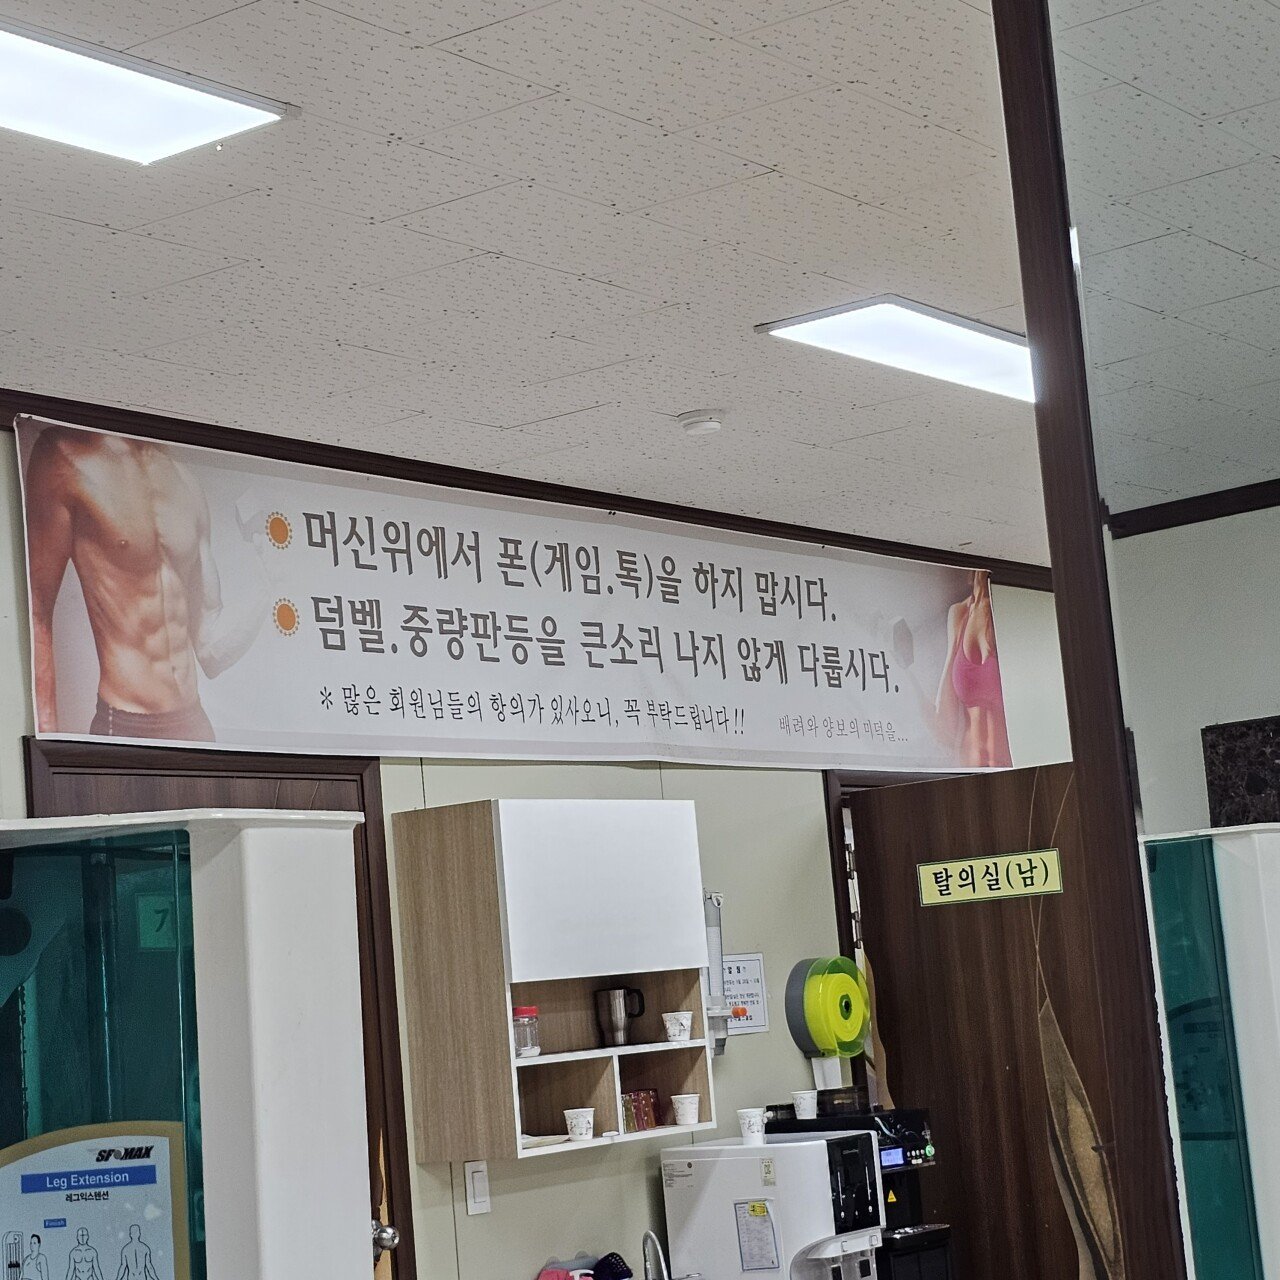 머신위에서 폰(게임.톡)을 하지 맙시다.
덤벨.중량판등을 큰소리 나지 않게 다룹시다.
※ 많은 회원님들의 항의가 있사오니, 꼭 부탁드립니다!!
배려와 양보의 미덕을...
탈의실(남)
7
SFOMAX
Leg Extension
레그익스텐션
Finish